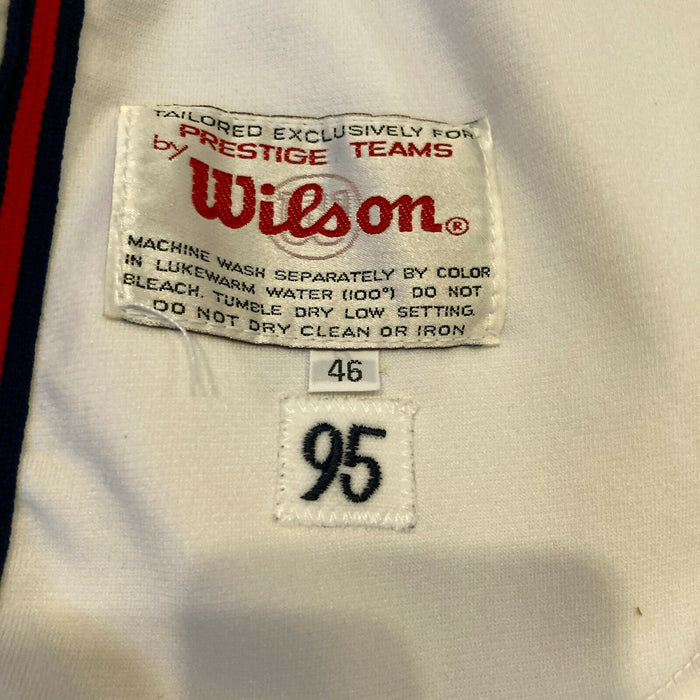 TAILORED EXCLUSIVELY FOR
PRESTIGE TEAMS
by Wilson®
MACHINE WASH SEPARATELY BY COLOR
IN LUKEWARM WATER (100°) DO NOT
BLEACH. TUMBLE DRY LOW SETTING.
DO NOT DRY CLEAN OR IRON
46
95